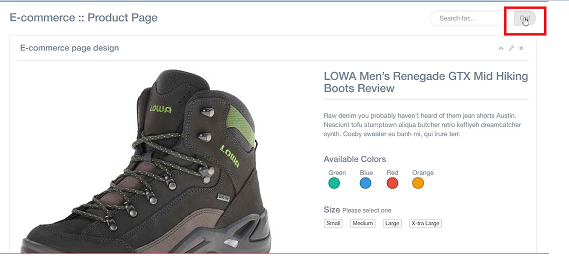 E-commerce :: Product Page
Search for...
Go!
E-commerce page design
LOWA Men's Renegade GTX Mid Hiking
Boots Review
Raw denim you probably haven't heard of them jean shorts Austin.
Nesciunt tofu stumptown aliqua butcher retro keffiyeh dreamcatcher
synth. Cosby sweater eu banh mi, qui irure terr.
Available Colors
Green Blue Red Orange
Size Please select one
Small Medium Large X-tra Large
LOWA
LOWA